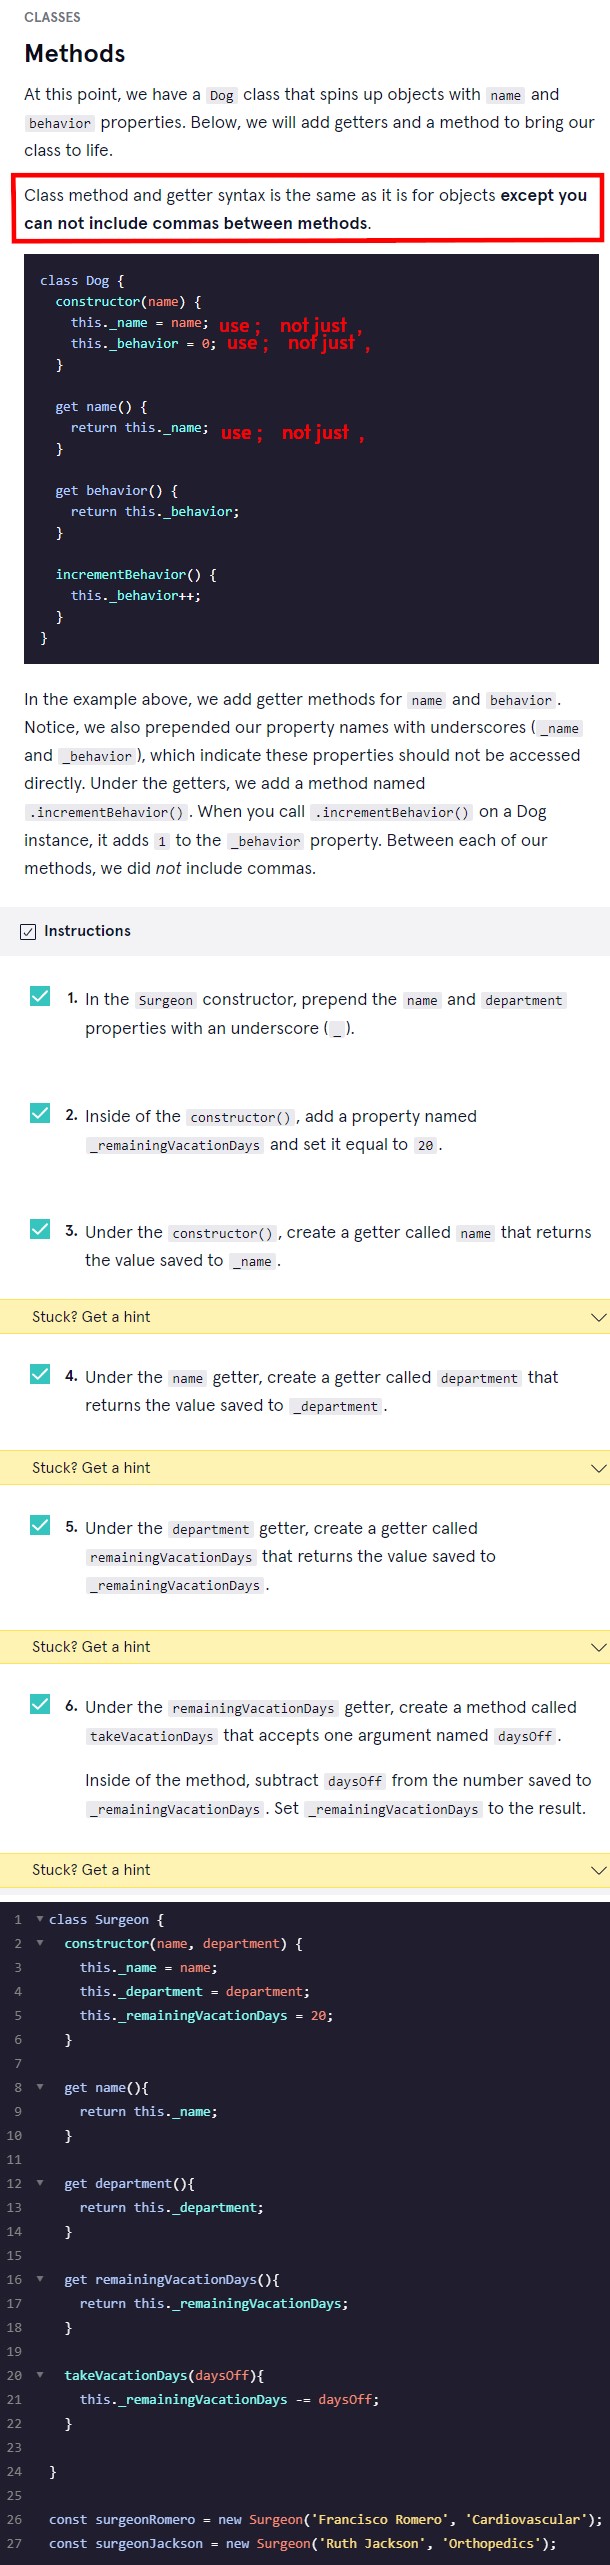 CLASSES
Methods
At this point, we have a Dog class that spins up objects with name and
behavior properties. Below, we will add getters and a method to bring our
class to life.
Class method and getter syntax is the same as it is for objects except you
can not include commas between methods.
class Dog {
constructor(name) {
this._name = name; use ; not just ,
this._behavior = 0; use ; not just ,
}
get name() {
return this._name; use ; not just ,
}
get behavior() {
return this._behavior;
}
incrementBehavior() {
this._behavior++;
}
}
In the example above, we add getter methods for name and behavior.
Notice, we also prepended our property names with underscores (_name
and _behavior), which indicate these properties should not be accessed
directly. Under the getters, we add a method named
.incrementBehavior(). When you call .incrementBehavior() on a Dog
instance, it adds 1 to the _behavior property. Between each of our
methods, we did not include commas.
Instructions
1. In the Surgeon constructor, prepend the name and department
properties with an underscore (_).
2. Inside of the constructor(), add a property named
_remainingVacationDays and set it equal to 20.
3. Under the constructor(), create a getter called name that returns
the value saved to _name.
Stuck? Get a hint
4. Under the name getter, create a getter called department that
returns the value saved to _department.
Stuck? Get a hint
5. Under the department getter, create a getter called
remainingVacationDays that returns the value saved to
_remainingVacationDays.
Stuck? Get a hint
6. Under the remainingVacationDays getter, create a method called
takeVacationDays that accepts one argument named daysOff.
Inside of the method, subtract daysOff from the number saved to
_remainingVacationDays. Set _remainingVacationDays to the result.
Stuck? Get a hint
1 class Surgeon {
2 constructor(name, department) {
3 this._name = name;
4 this._department = department;
5 this._remainingVacationDays = 20;
6 }
7
8 get name(){
9 return this._name;
10 }
11
12 get department(){
13 return this._department;
14 }
15
16 get remainingVacationDays(){
17 return this._remainingVacationDays;
18 }
19
20 takeVacationDays(daysOff){
21 this._remainingVacationDays -= daysOff;
22 }
23
24 }
25
26 const surgeonRomero = new Surgeon('Francisco Romero', 'Cardiovascular');
27 const surgeonJackson = new Surgeon('Ruth Jackson', 'Orthopedics');